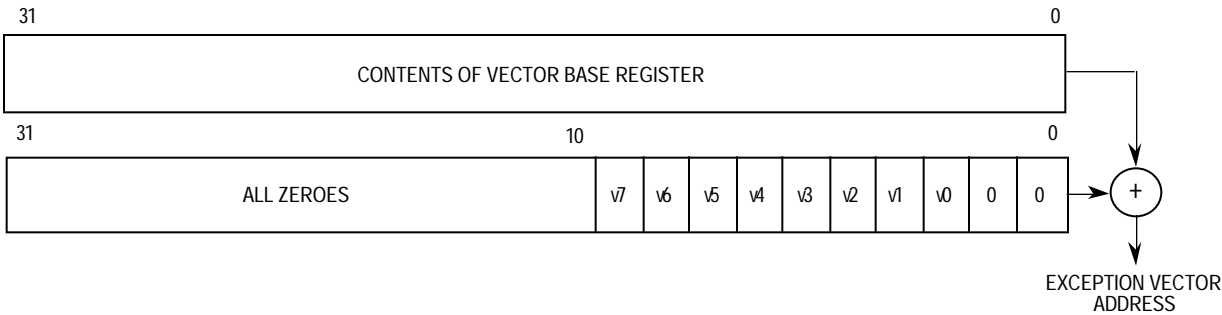 31 0
CONTENTS OF VECTOR BASE REGISTER
31 10 0
ALL ZEROES v7 v6 v5 v4 v3 v2 v1 v0 0 0 +
EXCEPTION VECTOR
ADDRESS